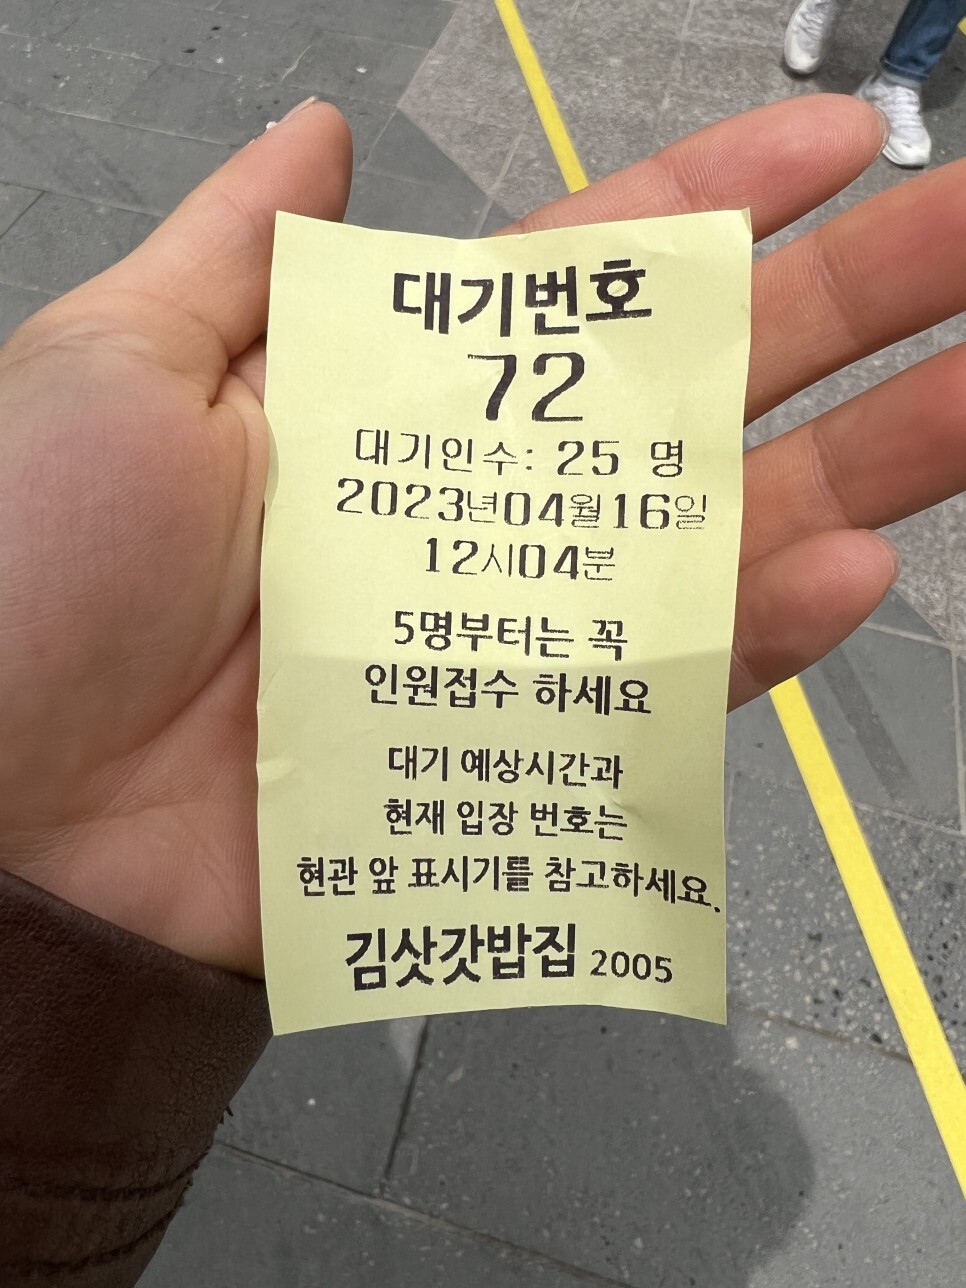 대기번호
72
대기인수: 25 명
2023년04월16일
12시04분
5명부터는 꼭
인원접수 하세요
대기 예상시간과
현재 입장 번호는
현관 앞 표시기를 참고하세요.
김삿갓밥집 2005